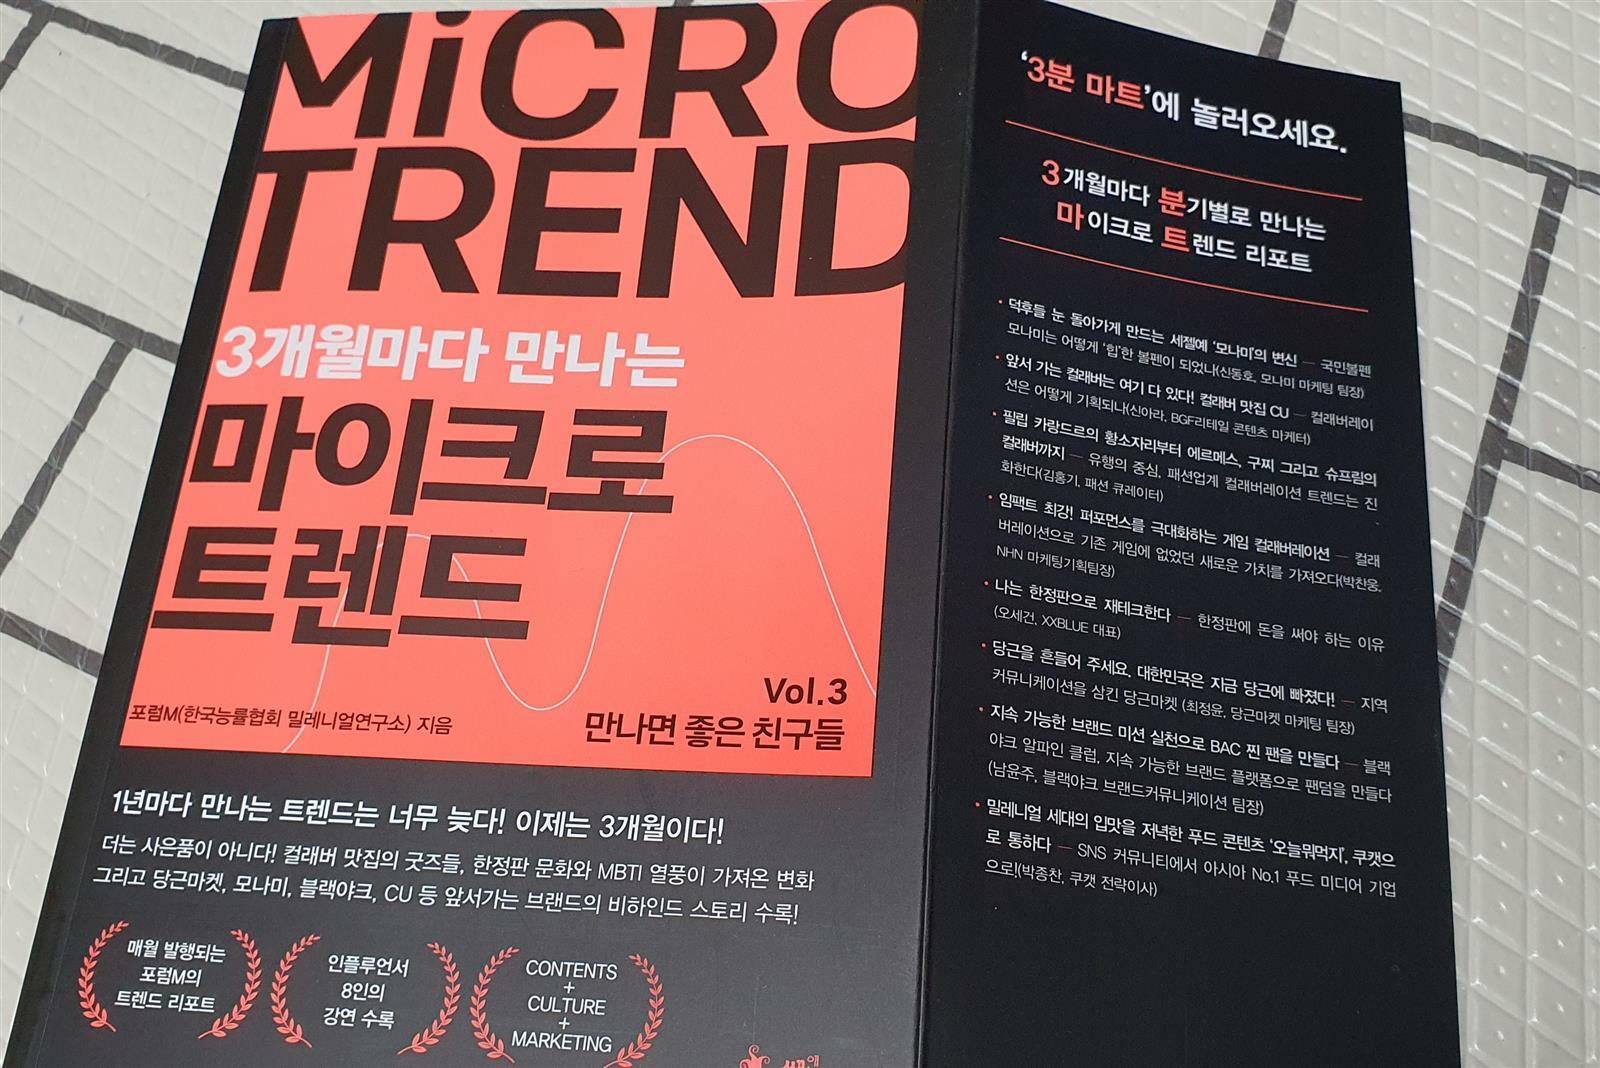 MiCRO
TREND
3개월마다 만나는
마이크로
트렌드
Vol.3
만나면 좋은 친구들
포럼M(한국능률협회 밀레니얼연구소) 지음
1년마다 만나는 트렌드는 너무 늦다! 이제는 3개월이다!
더는 사은품이 아니다! 컬래버 맛집의 굿즈들, 한정판 문화와 MBTI 열풍이 가져온 변화
그리고 당근마켓, 모나미, 블랙야크, CU 등 앞서가는 브랜드의 비하인드 스토리 수록!
매월 발행되는
포럼M의
트렌드 리포트
인플루언서
8인의
강연 수록
CONTENTS
+
CULTURE
+
MARKETING
'3분 마트'에 놀러오세요.
3개월마다 분기별로 만나는
마이크로 트렌드 리포트
• 덕후들 눈 돌아가게 만드는 세젤예 '모나미'의 변신 — 국민볼펜
모나미는 어떻게 '힙'한 볼펜이 되었나(신동호, 모나미 마케팅 팀장)
• 앞서 가는 컬래버는 여기 다 있다! 컬래버 맛집 CU — 컬래버레이
션은 어떻게 기획되나(신아라, BGF리테일 콘텐츠 마케터)
• 필립 카랑드르의 황소자리부터 에르메스, 구찌 그리고 슈프림의
컬래버까지 — 유행의 중심, 패션업계 컬래버레이션 트렌드는 진
화한다(김홍기, 패션 큐레이터)
• 임팩트 최강! 퍼포먼스를 극대화하는 게임 컬래버레이션 — 컬래
버레이션으로 기존 게임에 없었던 새로운 가치를 가져오다(박찬웅,
NHN 마케팅기획팀장)
• 나는 한정판으로 재테크한다 — 한정판에 돈을 써야 하는 이유
(오세건, XXBLUE 대표)
• 당근을 흔들어 주세요. 대한민국은 지금 당근에 빠졌다! — 지역
커뮤니케이션을 삼킨 당근마켓 (최정윤, 당근마켓 마케팅 팀장)
• 지속 가능한 브랜드 미션 실천으로 BAC 찐 팬을 만들다 — 블랙
야크 알파인 클럽, 지속 가능한 브랜드 플랫폼으로 팬덤을 만들다
(남윤주, 블랙야크 브랜드커뮤니케이션 팀장)
• 밀레니얼 세대의 입맛을 저녁한 푸드 콘텐츠 '오늘뭐먹지', 쿠캣으
로 통하다 — SNS 커뮤니티에서 아시아 No.1 푸드 미디어 기업
으로!(박종찬, 쿠캣 전략이사)